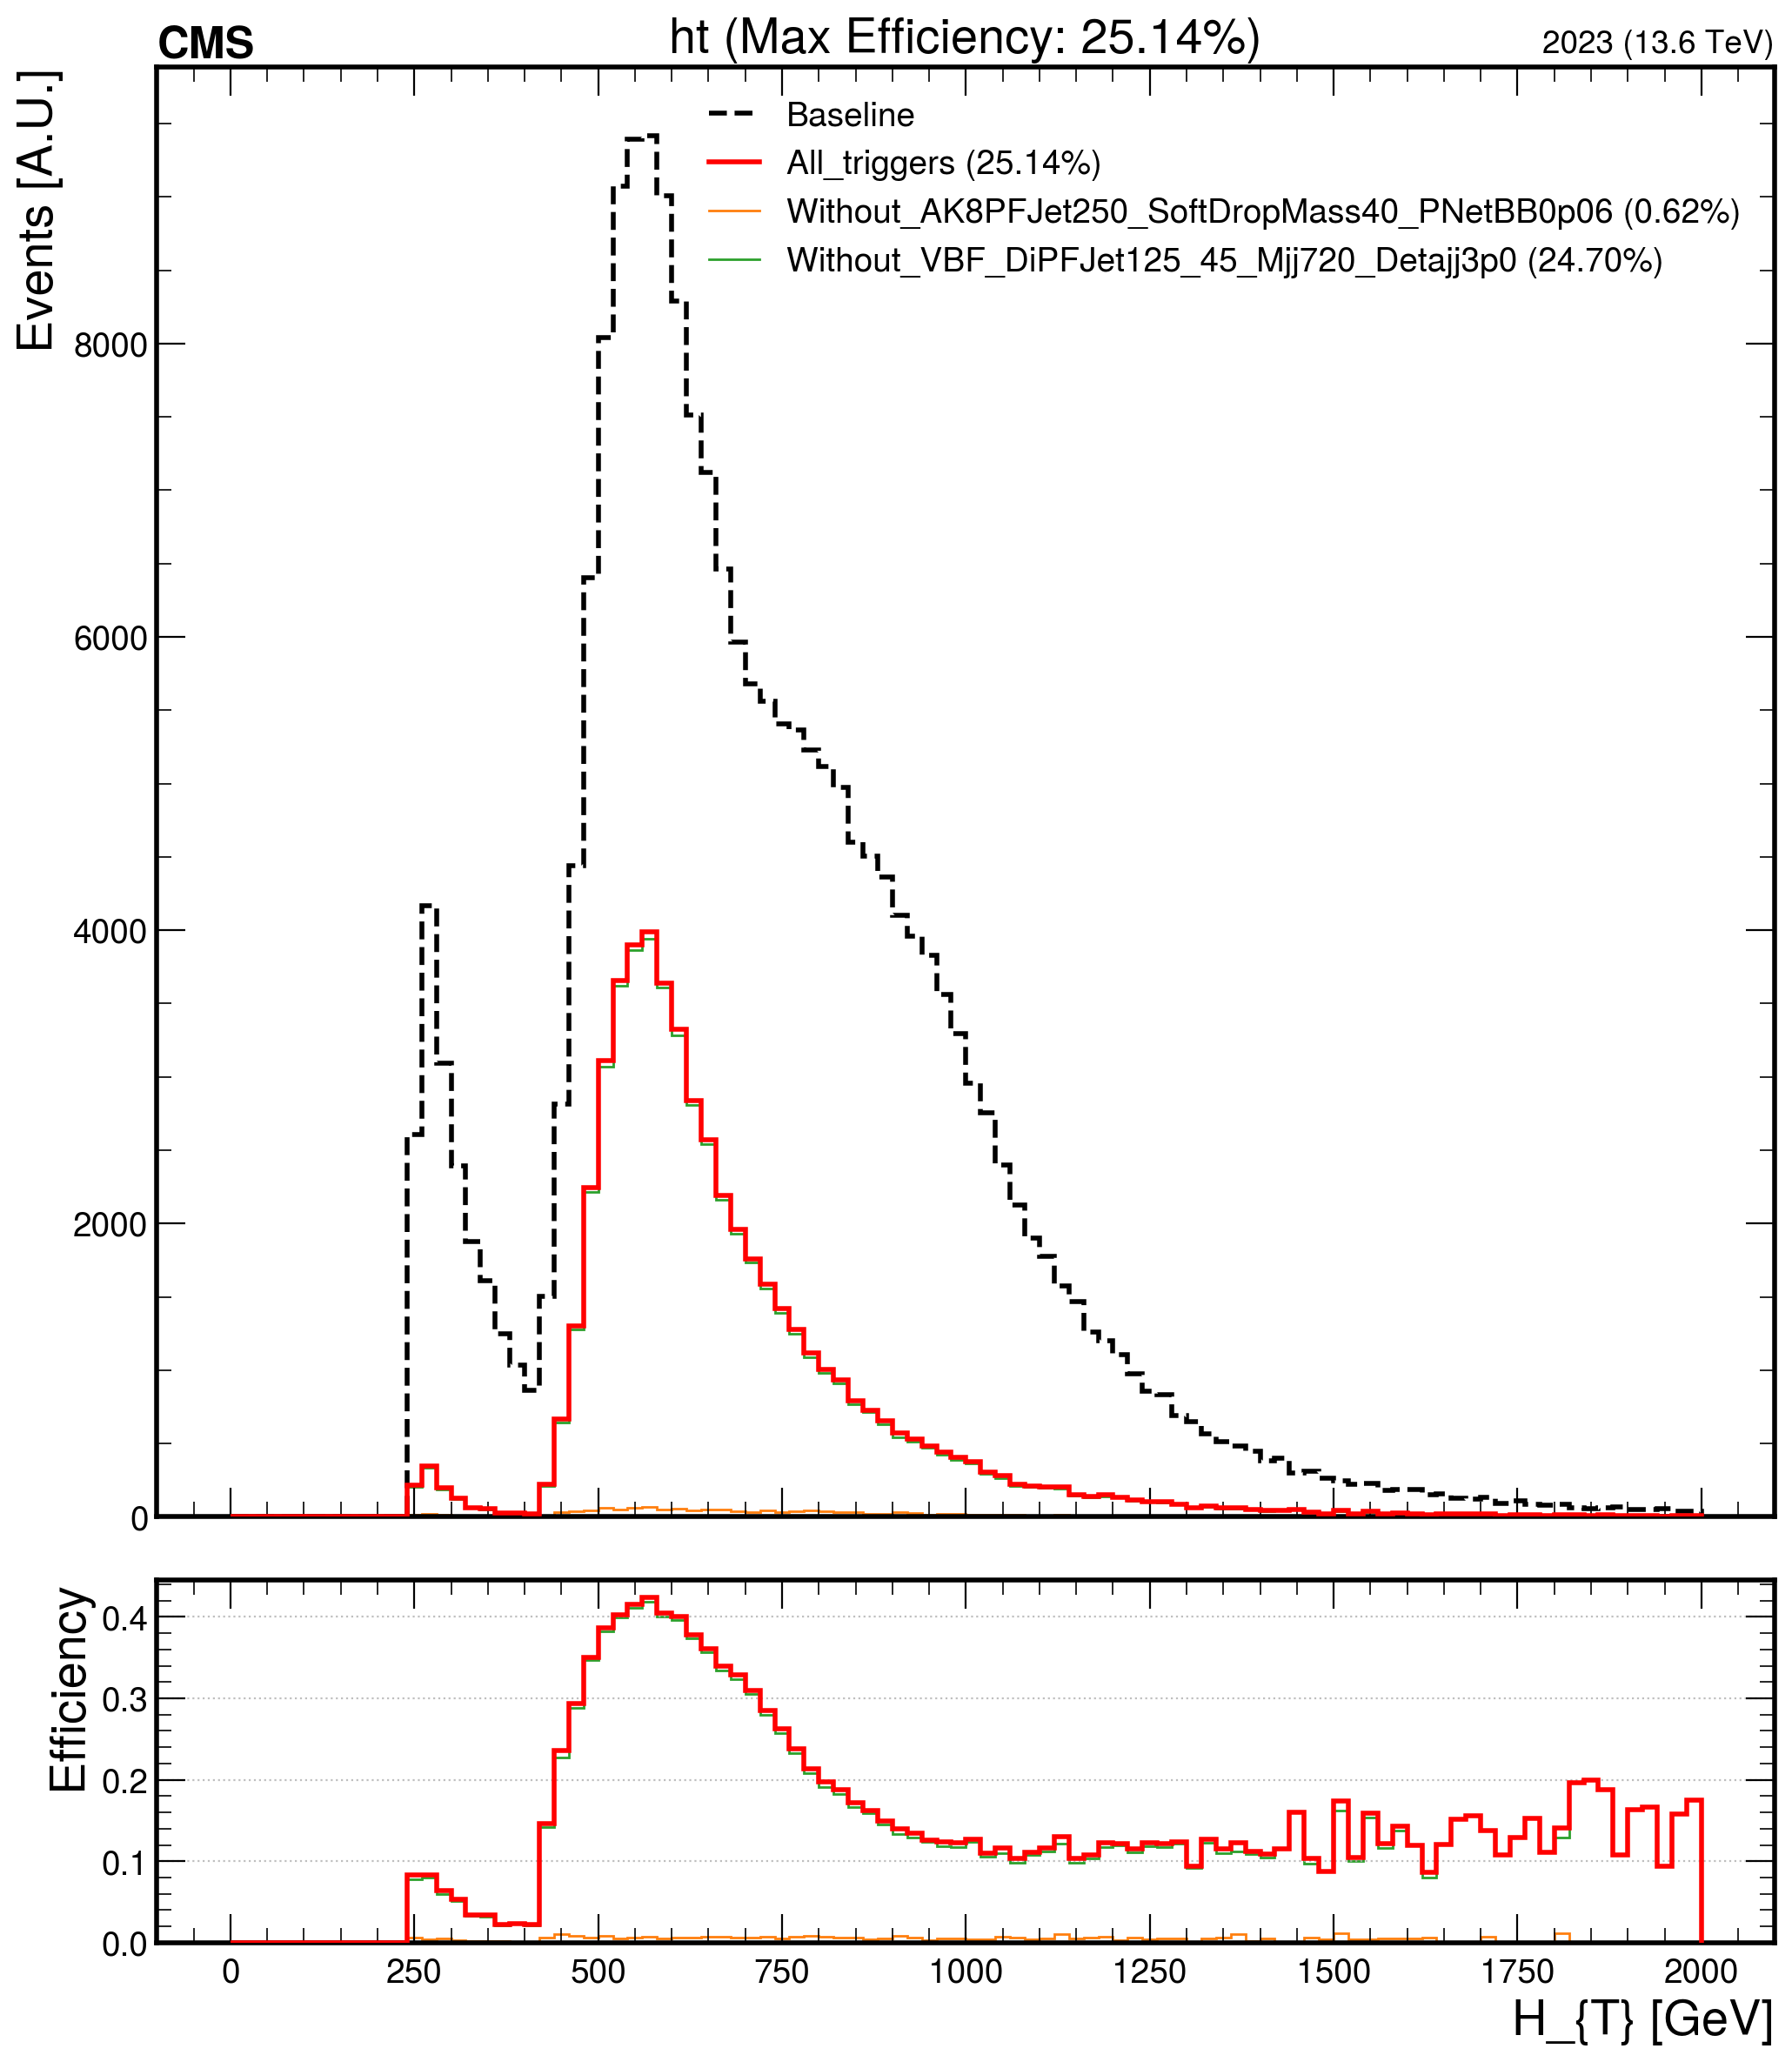 CMS ht (Max Efficiency: 25.14%) 2023 (13.6 TeV)
Events [A.U.]
Baseline
All_triggers (25.14%)
Without_AK8PFJet250_SoftDropMass40_PNetBB0p06 (0.62%)
Without_VBF_DiPFJet125_45_Mjj720_Detajj3p0 (24.70%)
8000
6000
4000
2000
0
Efficiency
0.4
0.3
0.2
0.1
0.0
0 250 500 750 1000 1250 1500 1750 2000
H_{T} [GeV]